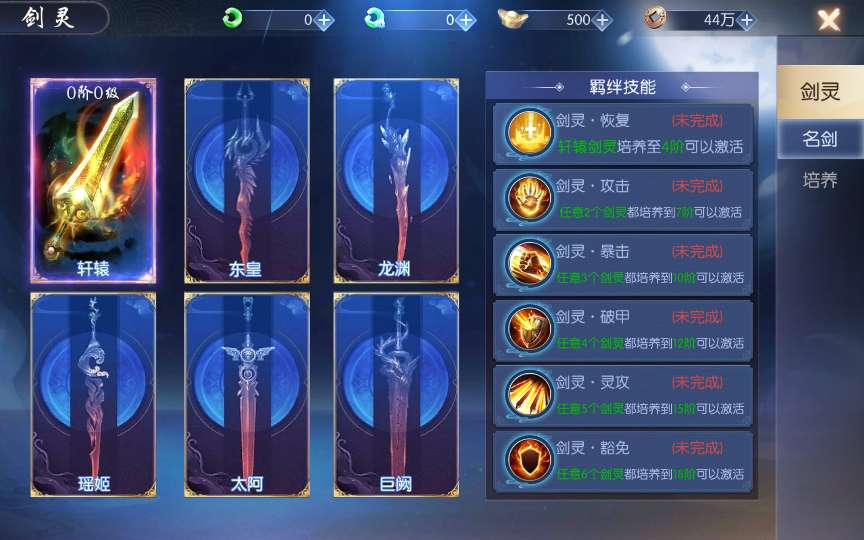 剑灵
0
0
500
44万
0阶0级
轩辕
东皇
龙渊
瑶姬
太阿
巨阙
羁绊技能
剑灵·恢复 (未完成)
轩辕剑灵培养至4阶可以激活
剑灵·攻击 (未完成)
任意2个剑灵都培养到7阶可以激活
剑灵·暴击 (未完成)
任意3个剑灵都培养到10阶可以激活
剑灵·破甲 (未完成)
任意4个剑灵都培养到12阶可以激活
剑灵·灵攻 (未完成)
任意5个剑灵都培养到15阶可以激活
剑灵·豁免 (未完成)
任意6个剑灵都培养到18阶可以激活
剑灵
名剑
培养